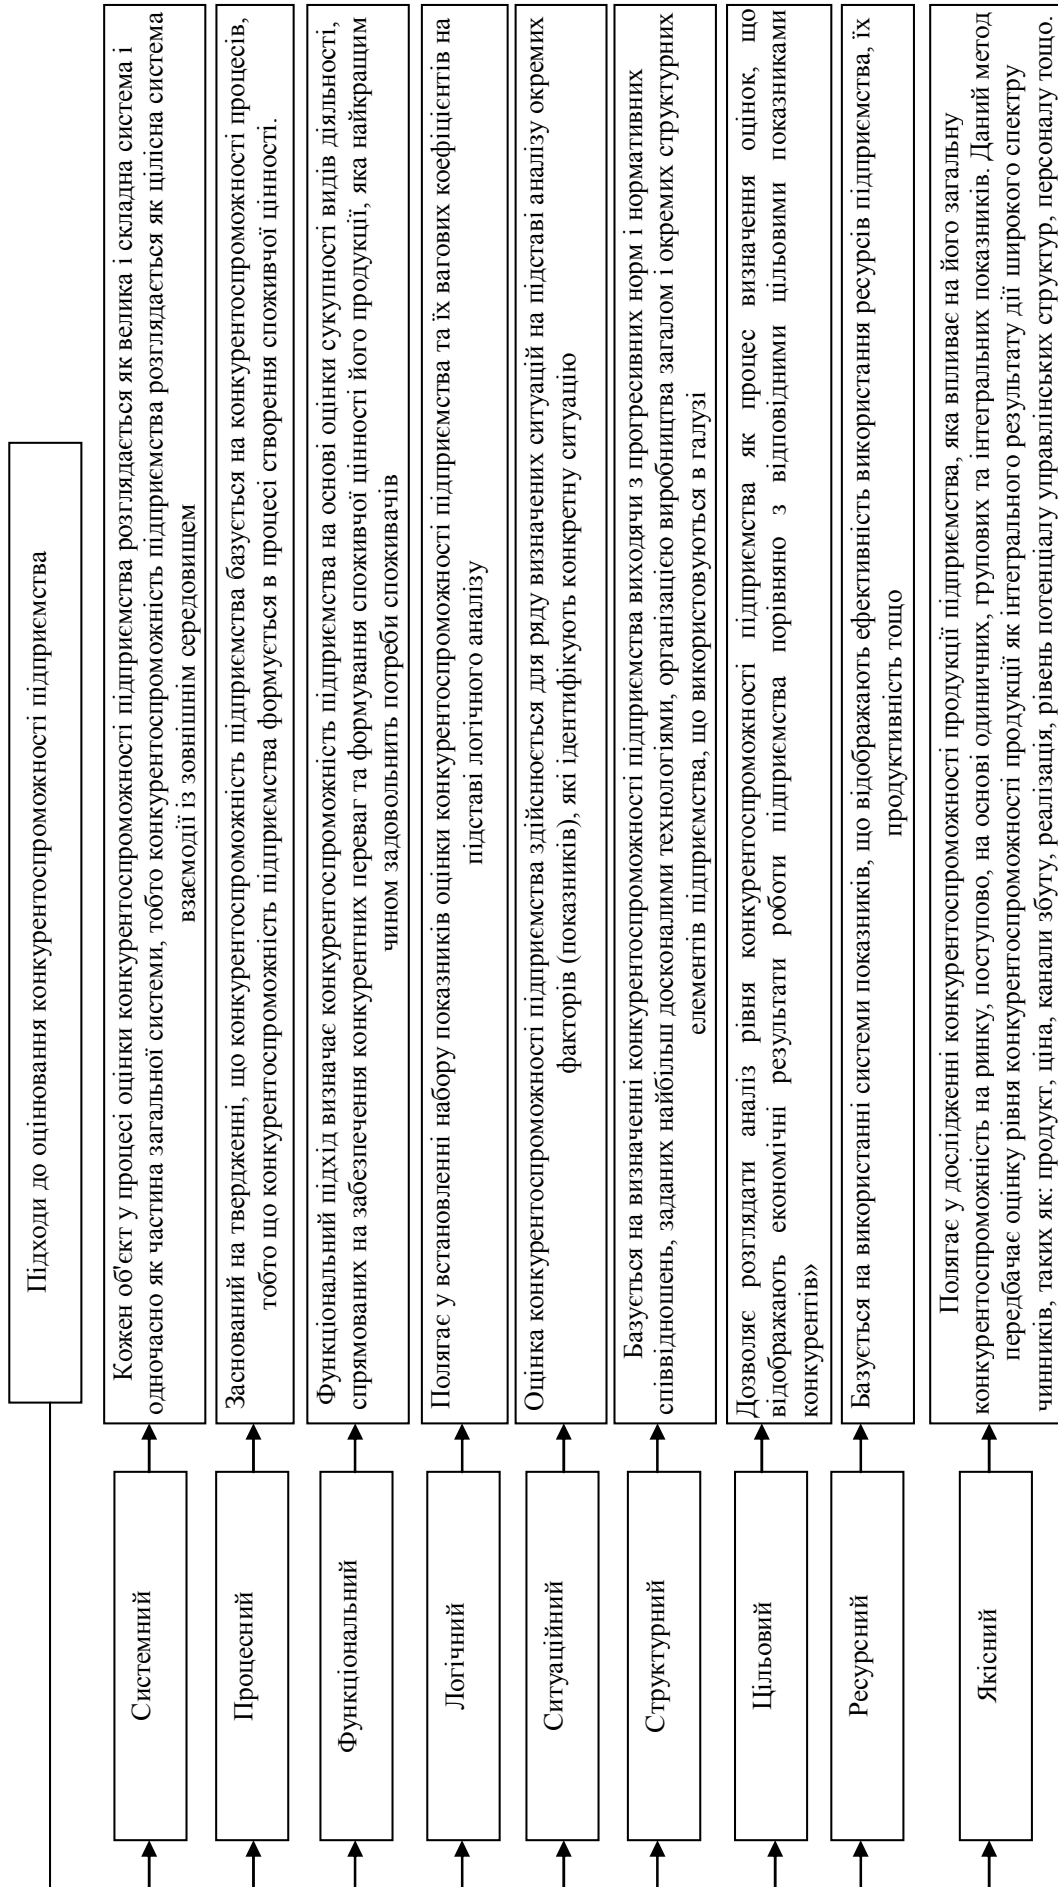 Підходи до оцінювання конкурентоспроможності підприємства
Системний
Кожен об'єкт у процесі оцінки конкурентоспроможності підприємства розглядається як велика і складна система і
одночасно як частина загальної системи, тобто конкурентоспроможність підприємства розглядається як цілісна система
взаємодії із зовнішнім середовищем
Процесний
Заснований на твердженні, що конкурентоспроможність підприємства базується на конкурентоспроможності процесів,
тобто що конкурентоспроможність підприємства формується в процесі створення споживчої цінності.
Функціональний
Функціональний підхід визначає конкурентоспроможність підприємства на основі оцінки сукупності видів діяльності,
спрямованих на забезпечення конкурентних переваг та формування споживчої цінності його продукції, яка найкращим
чином задовольнить потреби споживачів
Логічний
Полягає у встановленні набору показників оцінки конкурентоспроможності підприємства та їх вагових коефіцієнтів на
підставі логічного аналізу
Ситуаційний
Оцінка конкурентоспроможності підприємства здійснюється для ряду визначених ситуацій на підставі аналізу окремих
факторів (показників), які ідентифікують конкретну ситуацію
Структурний
Базується на визначенні конкурентоспроможності підприємства виходячи з прогресивних норм і нормативних
співвідношень, заданих найбільш досконалими технологіями, організацією виробництва загалом і окремих структурних
елементів підприємства, що використовуються в галузі
Цільовий
Дозволяє розглядати аналіз рівня конкурентоспроможності підприємства як процес визначення оцінок, що
відображають економічні результати роботи підприємства порівняно з відповідними цільовими показниками
конкурентів»
Ресурсний
Базується на використанні системи показників, що відображають ефективність використання ресурсів підприємства, їх
продуктивність тощо
Якісний
Полягає у дослідженні конкурентоспроможності продукції підприємства, яка впливає на його загальну
конкурентоспроможність на ринку, поступово, на основі одиничних, групових та інтегральних показників. Даний метод
передбачає оцінку рівня конкурентоспроможності продукції як інтегрального результату дії широкого спектру
чинників, таких як: продукт, ціна, канали збуту, реалізація, рівень потенціалу управлінських структур, персоналу тощо.